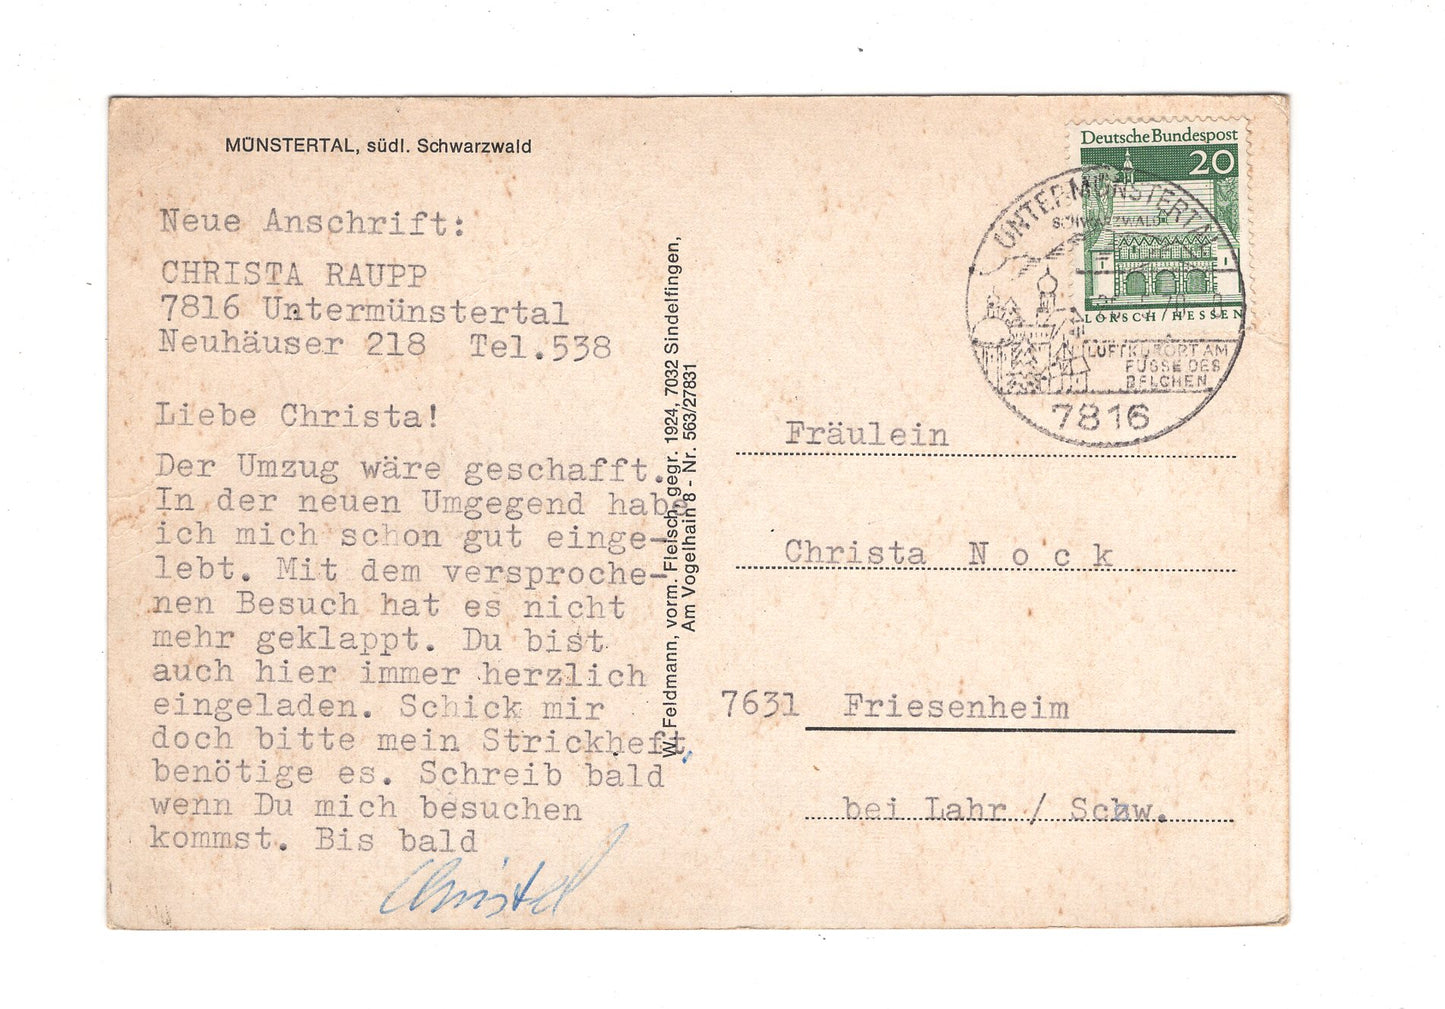 MÜNSTERTAL, südl. Schwarzwald
Neue Anschrift:
CHRISTA RAUPP
7816 Untermünstertal
Neuhäuser 218 Tel.538
Liebe Christa!
Der Umzug wäre geschafft.
In der neuen Umgegend habe
ich mich schon gut einge-
lebt. Mit dem versproche-
nen Besuch hat es nicht
mehr geklappt. Du bist
auch hier immer herzlich
eingeladen. Schick mir
doch bitte mein Strickheft,
benötige es. Schreib bald
wenn Du mich besuchen
kommst. Bis bald
Christel
W. Feldmann, vorm. Fleisch, gegr. 1924, 7032 Sindelfingen,
Am Vogelhain 8 - Nr. 563/27831
Deutsche Bundespost
20
LORSCH/HESSEN
UNTERMÜNSTERTAL
SCHWARZWALD
LUFTKURORT AM
FUSSE DES
BELCHEN
7816
Fräulein
Christa N o c k
7631 Friesenheim
bei Lahr / Schw.